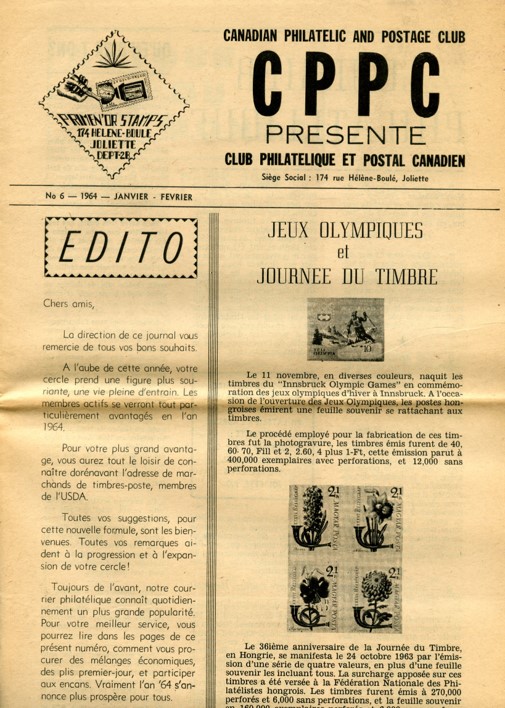 PRIMEN'OR STAMPS
174 HELENE-BOULE
JOLIETTE
DEPT-2B
CANADIAN PHILATELIC AND POSTAGE CLUB
CPPC
PRESENTE
CLUB PHILATELIQUE ET POSTAL CANADIEN
Siège Social : 174 rue Hélène-Boulé, Joliette
No 6 — 1964 — JANVIER - FEVRIER
EDITO
Chers amis,
La direction de ce journal vous
remercie de tous vos bons souhaits.
A l'aube de cette année, votre
cercle prend une figure plus sou-
riante, une vie pleine d'entrain. Les
membres actifs se verront tout par-
ticulièrement avantagés en l'an
1964.
Pour votre plus grand avanta-
ge, vous aurez tout le loisir de con-
naître dorénavant l'adresse de mar-
chands de timbres-poste, membres
de l'USDA.
Toutes vos suggestions, pour
cette nouvelle formule, sont les bien-
venues. Toutes vos remarques ai-
dent à la progression et à l'expan-
sion de votre cercle!
Toujours de l'avant, notre cour-
rier philatélique connaît quotidien-
nement un plus grande popularité.
Pour votre meilleur service, vous
pourrez lire dans les pages de ce
présent numéro, comment vous pro-
curer des mélanges économiques,
des plis premier-jour, et participer
aux encans. Vraiment l'an '64 s'an-
nonce plus prospère pour tous.
JEUX OLYMPIQUES
et
JOURNEE DU TIMBRE
Le 11 novembre, en diverses couleurs, naquit les
timbres du "Innsbruck Olympic Games" en commémo-
ration des jeux olympiques d'hiver à Innsbruck. A l'occa-
sion de l'ouverture des Jeux Olympiques, les postes hon-
groises émirent une feuille souvenir se rattachant aux
timbres.
Le procédé employé pour la fabrication de ces tim-
bres fut la photogravure, les timbres émis furent de 40,
60, 70, Fill et 2, 2.60, 4 plus 1-Ft, cette émission parut à
400,000 exemplaires avec perforations, et 12,000 sans
perforations.
Le 36ième anniversaire de la Journée du Timbre,
en Hongrie, se manifesta le 24 octobre 1963 par l'émis-
sion d'une série de quatre valeurs, en plus d'une feuille
souvenir les incluant tous. La surcharge apposée sur ces
timbres a été versée à la Fédération Nationale des Phi-
latélistes hongrois. Les timbres furent émis à 270,000
perforés et 6,000 sans perforations, et la feuille souvenir